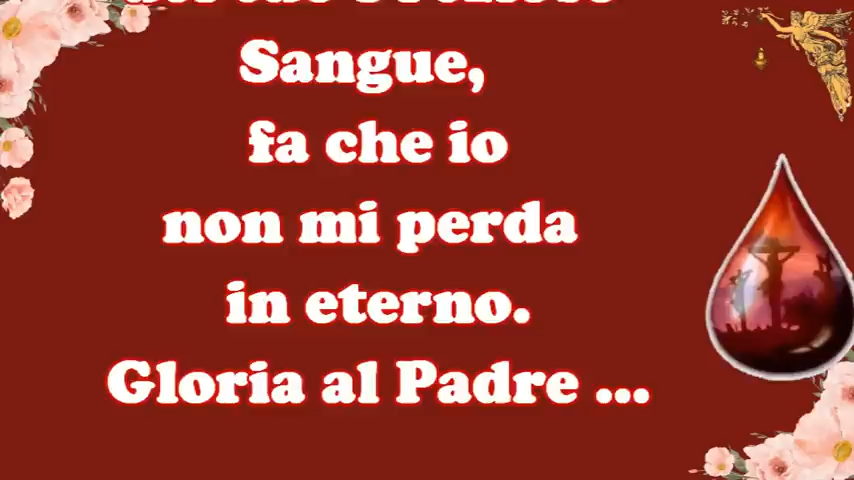 Sangue,
fa che io
non mi perda
in eterno.
Gloria al Padre ...